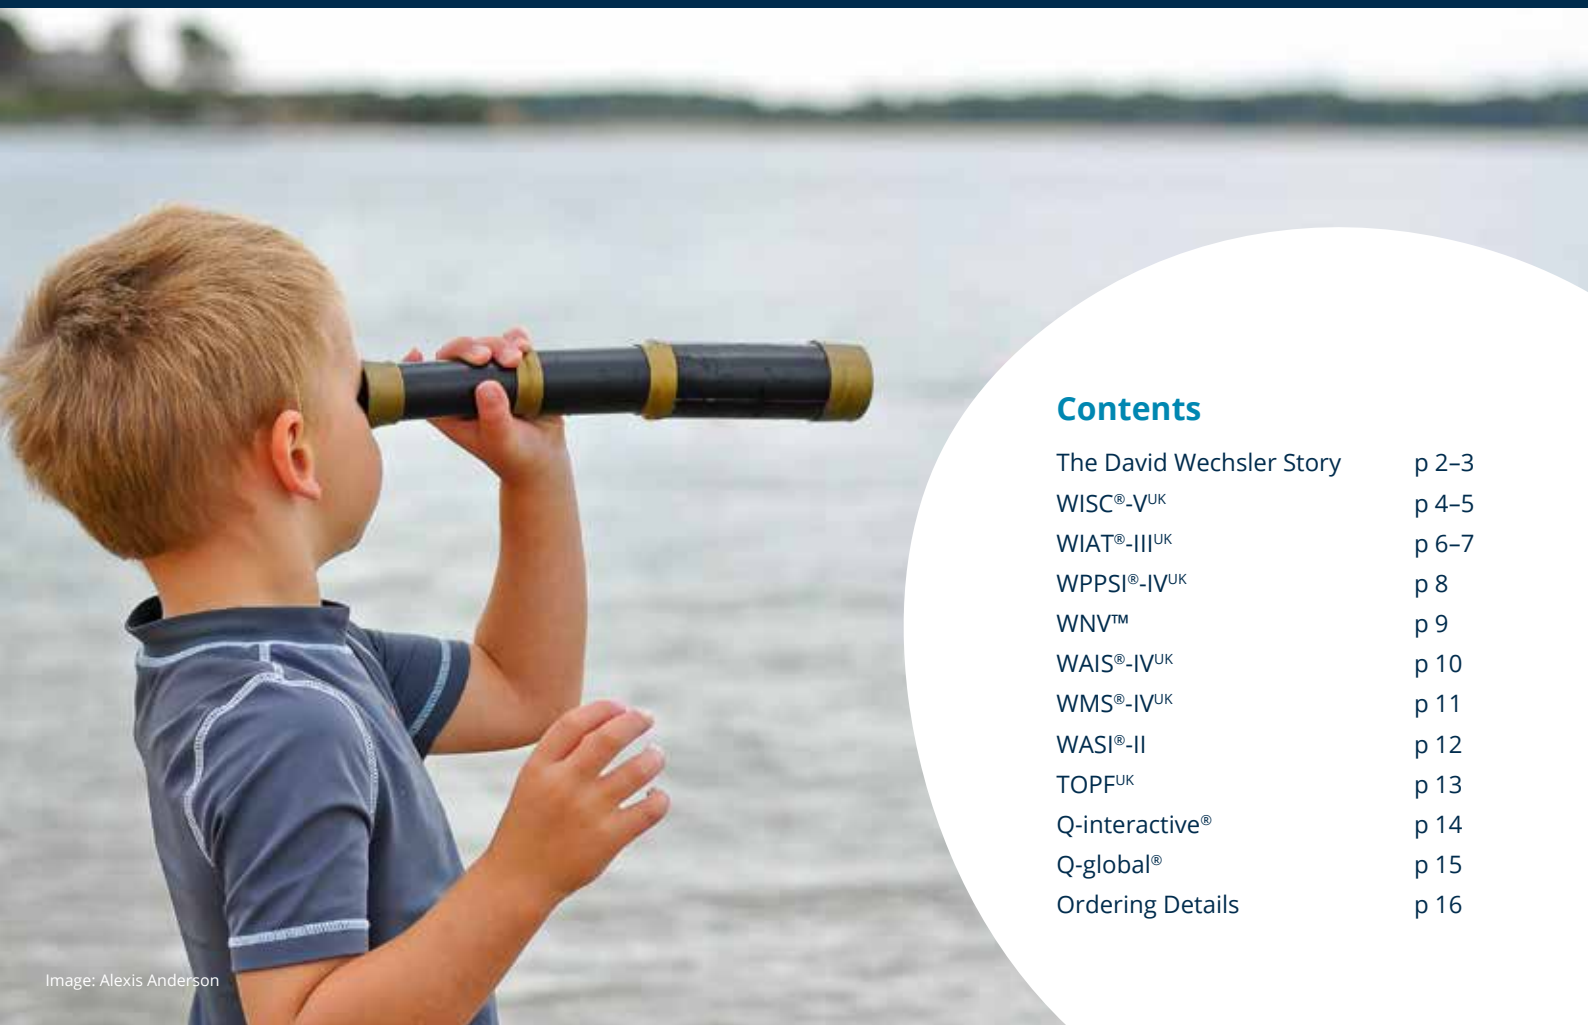 Contents
The David Wechsler Story p 2–3
WISC®-VUK p 4–5
WIAT®-IIIUK p 6–7
WPPSI®-IVUK p 8
WNV™ p 9
WAIS®-IVUK p 10
WMS®-IVUK p 11
WASI®-II p 12
TOPFUK p 13
Q-interactive® p 14
Q-global® p 15
Ordering Details p 16
Image: Alexis Anderson